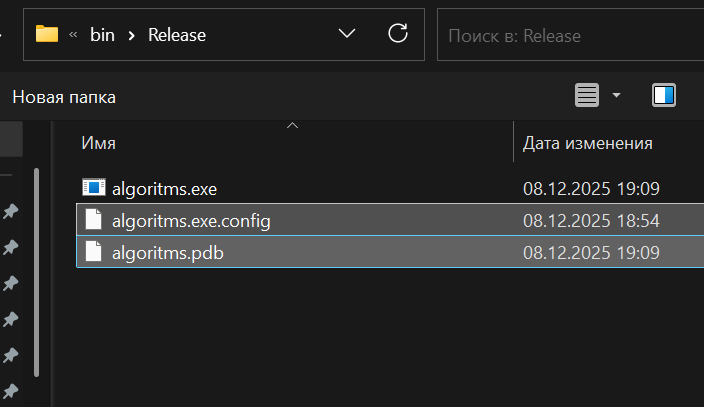 « bin > Release
Поиск в: Release
Новая папка
Имя
Дата изменения
algoritms.exe 08.12.2025 19:09
algoritms.exe.config 08.12.2025 18:54
algoritms.pdb 08.12.2025 19:09